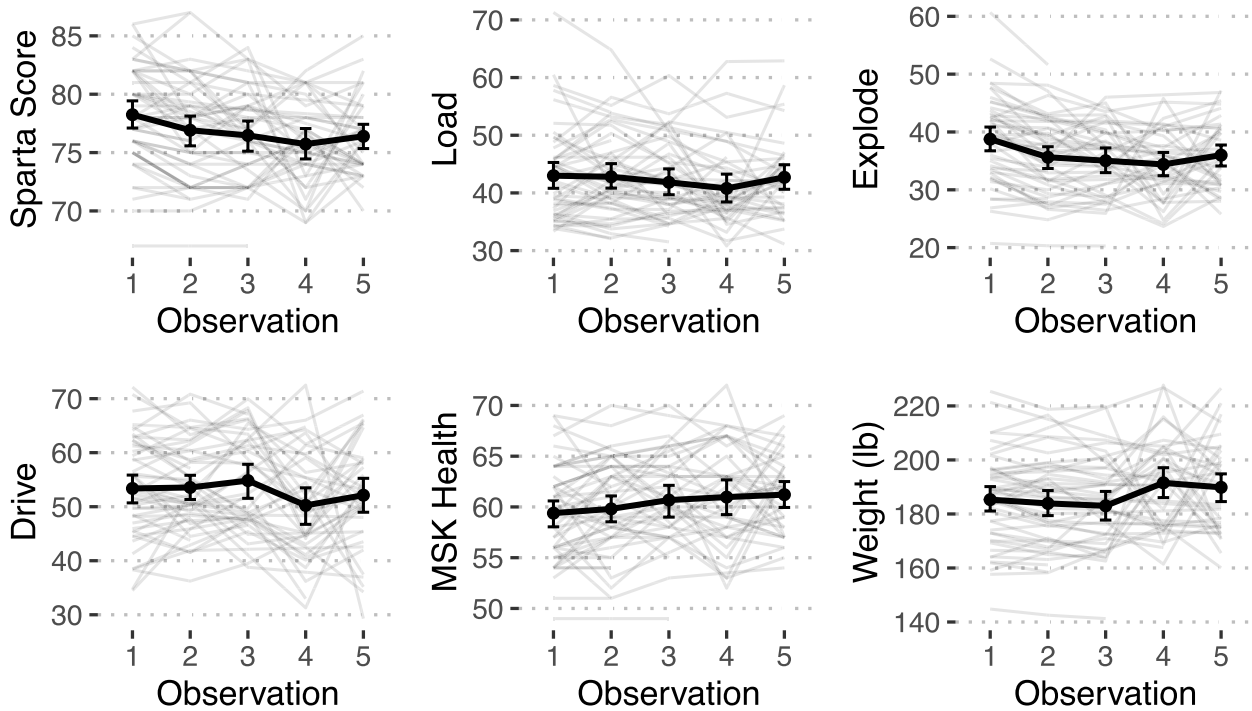 Sparta Score
85
80
75
70
1 2 3 4 5
Observation
Load
70
60
50
40
30
1 2 3 4 5
Observation
Explode
60
50
40
30
20
1 2 3 4 5
Observation
Drive
70
60
50
40
30
1 2 3 4 5
Observation
MSK Health
70
65
60
55
50
1 2 3 4 5
Observation
Weight (lb)
220
200
180
160
140
1 2 3 4 5
Observation